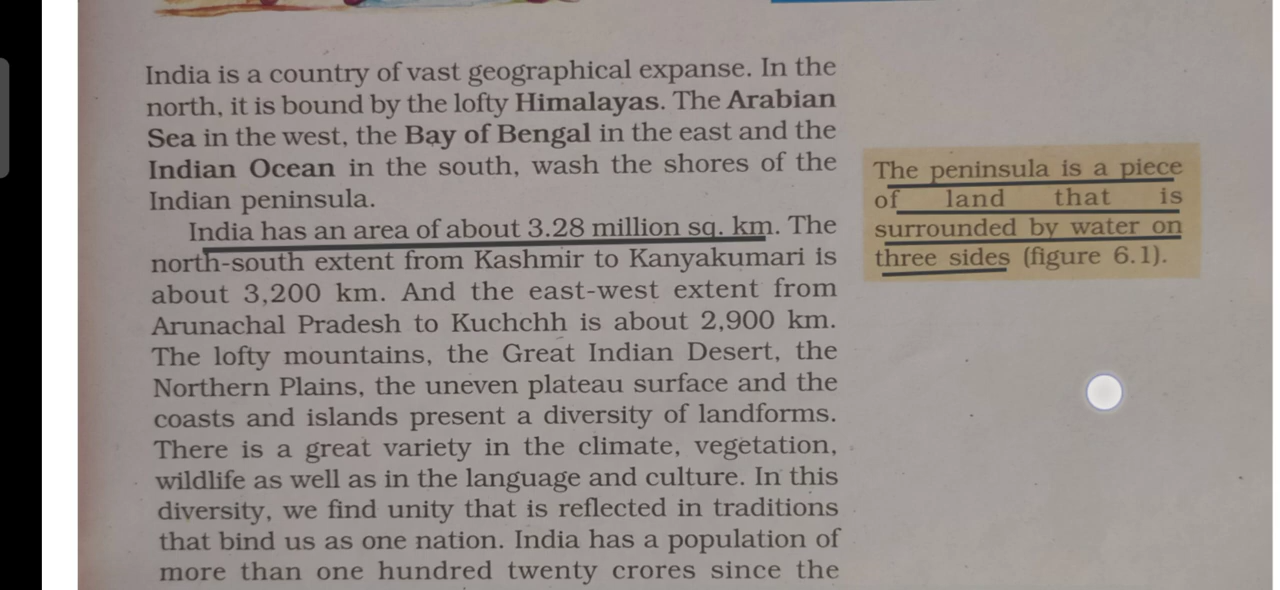 India is a country of vast geographical expanse. In the
north, it is bound by the lofty Himalayas. The Arabian
Sea in the west, the Bay of Bengal in the east and the
Indian Ocean in the south, wash the shores of the
Indian peninsula.
India has an area of about 3.28 million sq. km. The
north-south extent from Kashmir to Kanyakumari is
about 3,200 km. And the east-west extent from
Arunachal Pradesh to Kuchchh is about 2,900 km.
The lofty mountains, the Great Indian Desert, the
Northern Plains, the uneven plateau surface and the
coasts and islands present a diversity of landforms.
There is a great variety in the climate, vegetation,
wildlife as well as in the language and culture. In this
diversity, we find unity that is reflected in traditions
that bind us as one nation. India has a population of
more than one hundred twenty crores since the
The peninsula is a piece
of land that is
surrounded by water on
three sides (figure 6.1).